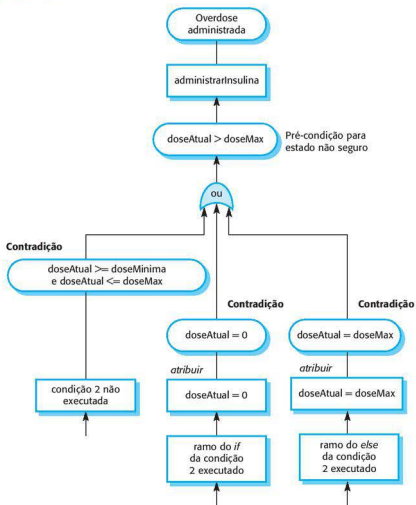 Overdose
administrada
administrarInsulina
doseAtual > doseMax
Pré-condição para
estado não seguro
ou
Contradição
doseAtual >= doseMinima
e doseAtual <= doseMax
Contradição
Contradição
doseAtual = 0
doseAtual = doseMax
atribuir
atribuir
condição 2 não
executada
doseAtual = 0
doseAtual = doseMax
ramo do if
da condição
2 executado
ramo do else
da condição
2 executado